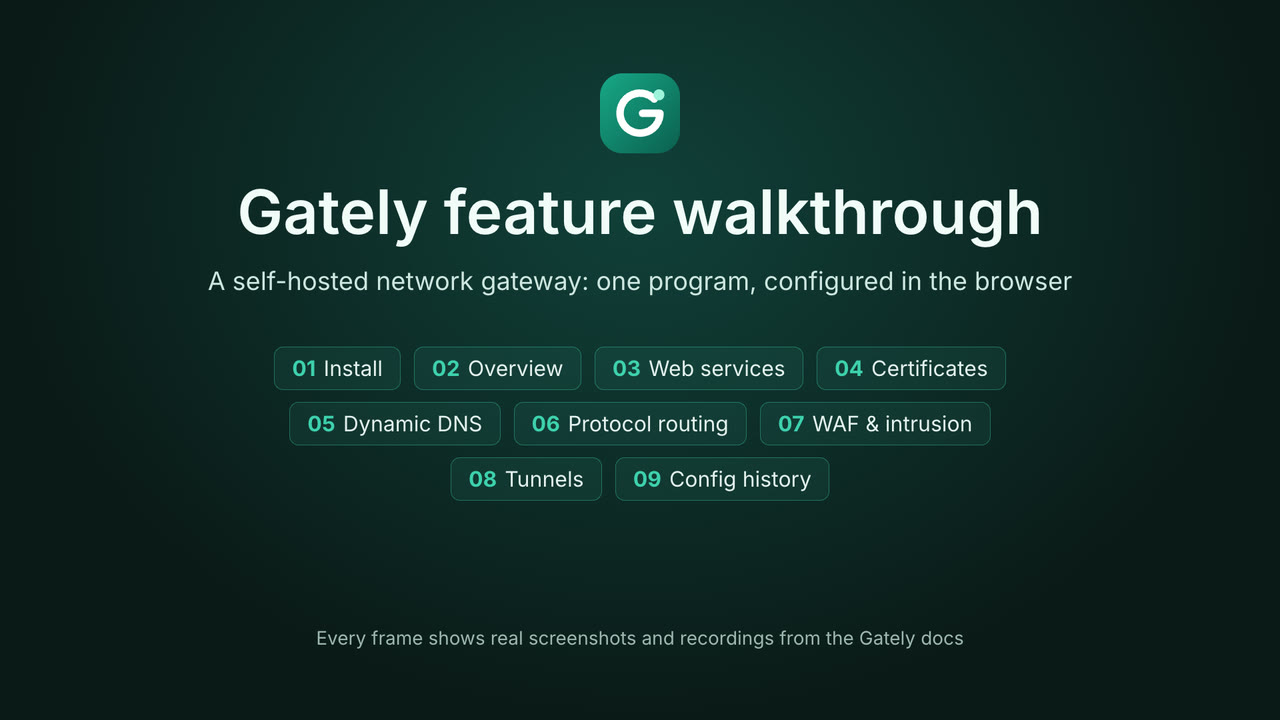 G
Gately feature walkthrough
A self-hosted network gateway: one program, configured in the browser
01 Install 02 Overview 03 Web services 04 Certificates
05 Dynamic DNS 06 Protocol routing 07 WAF & intrusion
08 Tunnels 09 Config history
Every frame shows real screenshots and recordings from the Gately docs